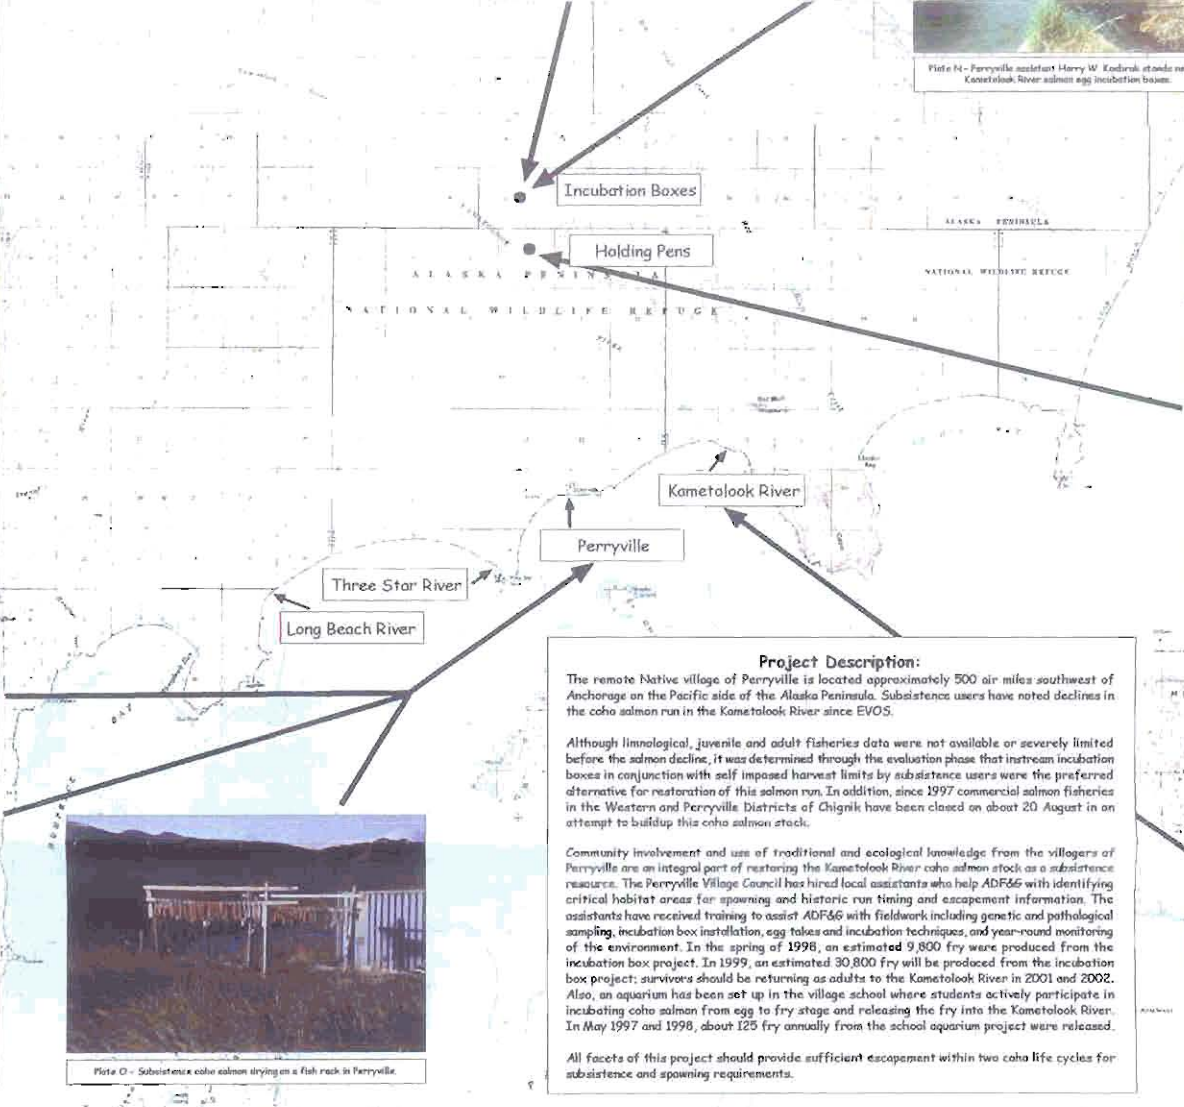 Plate N - Perryville assistant Harry W. Kosbruk stands
Kametolook River salmon egg incubation boxes.
Incubation Boxes
ALASKA PENINSULA
Holding Pens
NATIONAL WILDLIFE REFUGE
ALASKA PENINSULA
NATIONAL WILDLIFE REFUGE
RIVER
Kametolook River
Perryville
Three Star River
Long Beach River
BAY
Project Description:
The remote Native village of Perryville is located approximately 500 air miles southwest of
Anchorage on the Pacific side of the Alaska Peninsula. Subsistence users have noted declines in
the coho salmon run in the Kametolook River since EVOS.
Although limnological, juvenile and adult fisheries data were not available or severely limited
before the salmon decline, it was determined through the evaluation phase that instream incubation
boxes in conjunction with self imposed harvest limits by subsistence users were the preferred
alternative for restoration of this salmon run. In addition, since 1997 commercial salmon fisheries
in the Western and Perryville Districts of Chignik have been closed on about 20 August in an
attempt to buildup this coho salmon stock.
Community involvement and use of traditional and ecological knowledge from the villagers of
Perryville are an integral part of restoring the Kametolook River coho salmon stock as a subsistence
resource. The Perryville Village Council has hired local assistants who help ADF&G with identifying
critical habitat areas for spawning and historic run timing and escapement information. The
assistants have received training to assist ADF&G with fieldwork including genetic and pathological
sampling, incubation box installation, egg takes and incubation techniques, and year-round monitoring
of the environment. In the spring of 1998, an estimated 9,800 fry were produced from the
incubation box project. In 1999, an estimated 30,800 fry will be produced from the incubation
box project; survivors should be returning as adults to the Kametolook River in 2001 and 2002.
Also, an aquarium has been set up in the village school where students actively participate in
incubating coho salmon from egg to fry stage and releasing the fry into the Kametolook River.
In May 1997 and 1998, about 125 fry annually from the school aquarium project were released.
All facets of this project should provide sufficient escapement within two coho life cycles for
subsistence and spawning requirements.
Plate O - Subsistence coho salmon drying on a fish rack in Perryville.